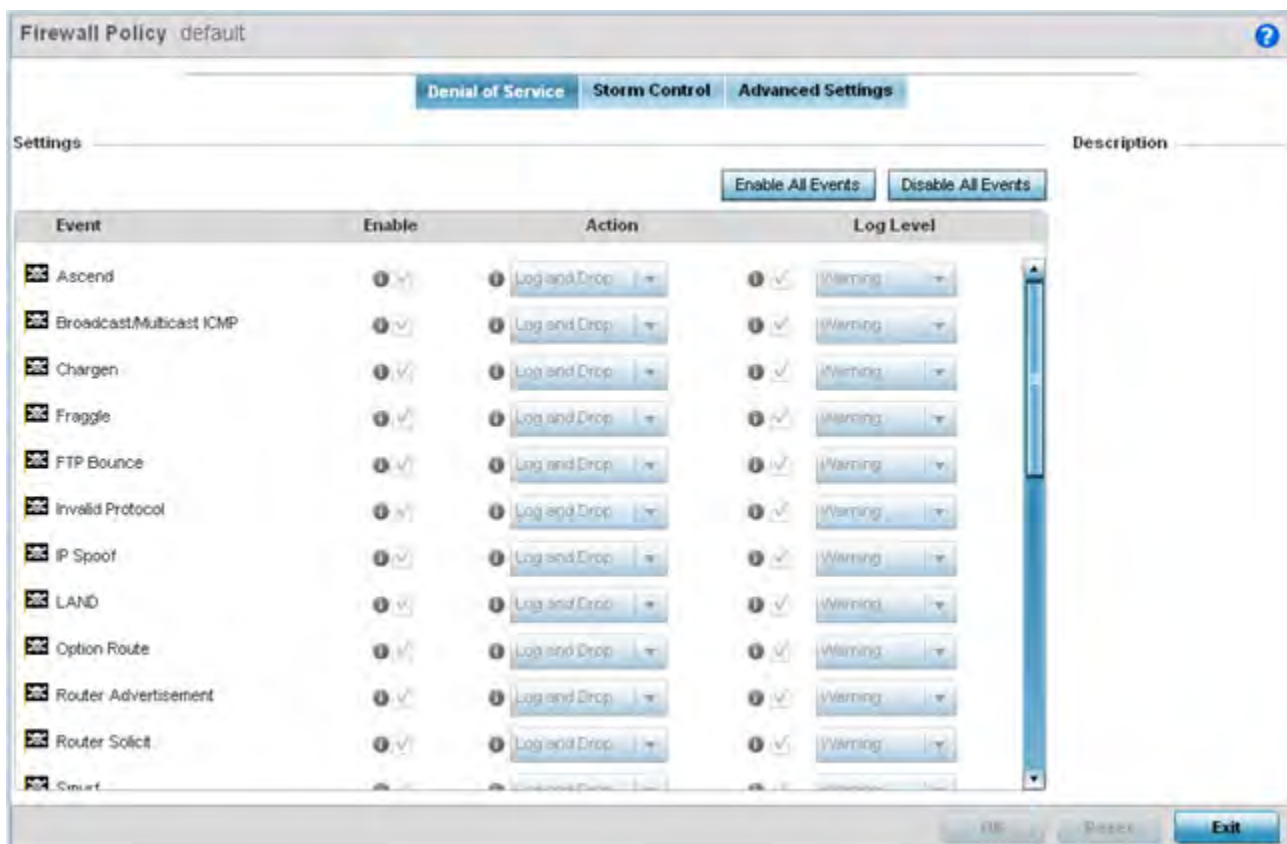 Firewall Policy default
?
Denial of Service Storm Control Advanced Settings
Settings Description
Enable All Events Disable All Events
Event Enable Action Log Level
Ascend Log and Drop Warning
Broadcast/Multicast ICMP Log and Drop Warning
Chargen Log and Drop Warning
Fraggle Log and Drop Warning
FTP Bounce Log and Drop Warning
Invalid Protocol Log and Drop Warning
IP Spoof Log and Drop Warning
LAND Log and Drop Warning
Option Route Log and Drop Warning
Router Advertisement Log and Drop Warning
Router Solicit Log and Drop Warning
Smurf
OK Reset Exit